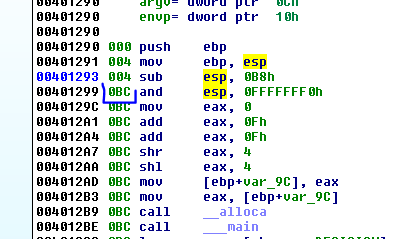 00401290 argv= dword ptr 0Ch
00401290 envp= dword ptr 10h
00401290
00401290 000 push ebp
00401291 004 mov ebp, esp
00401293 004 sub esp, 0B8h
00401299 0BC and esp, 0FFFFFFF0h
0040129C 0BC mov eax, 0
004012A1 0BC add eax, 0Fh
004012A4 0BC add eax, 0Fh
004012A7 0BC shr eax, 4
004012AA 0BC shl eax, 4
004012AD 0BC mov [ebp+var_9C], eax
004012B3 0BC mov eax, [ebp+var_9C]
004012B9 0BC call __alloca
004012BE 0BC call ___main